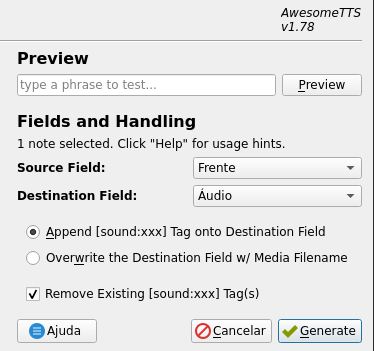 AwesomeTTS
v1.78
Preview
type a phrase to test...
Preview
Fields and Handling
1 note selected. Click "Help" for usage hints.
Source Field:
Frente
Destination Field:
Áudio
Append [sound:xxx] Tag onto Destination Field
Overwrite the Destination Field w/ Media Filename
Remove Existing [sound:xxx] Tag(s)
Ajuda
Cancelar
Generate